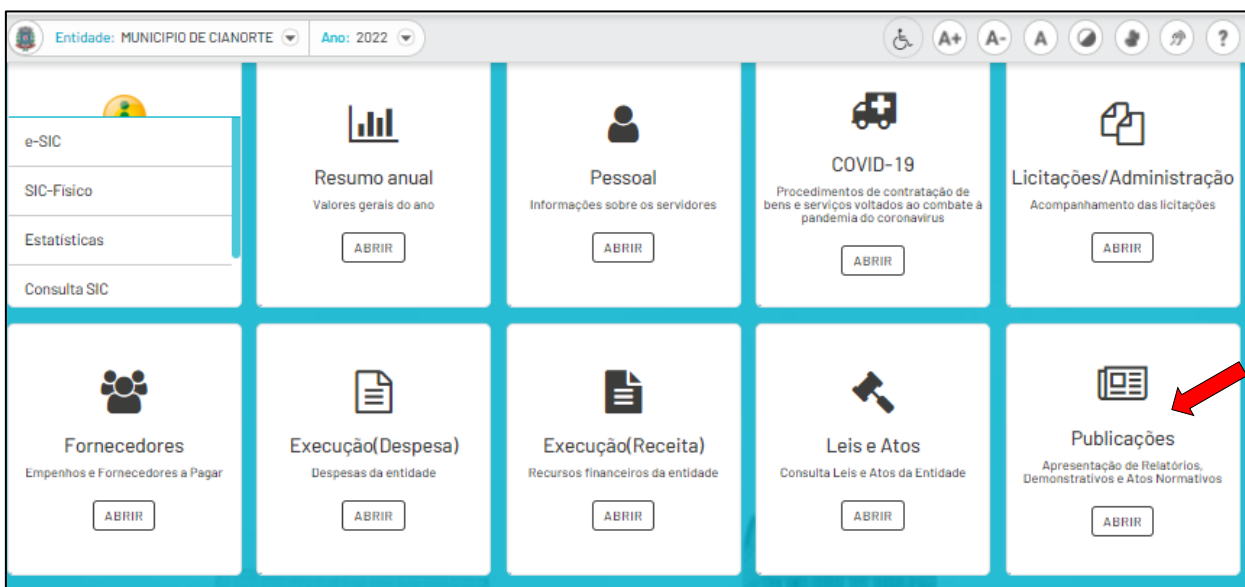 Entidade: MUNICIPIO DE CIANORTE
Ano: 2022
A+
A-
A
?
e-SIC
SIC-Físico
Estatísticas
Consulta SIC
Resumo anual
Valores gerais do ano
ABRIR
Pessoal
Informações sobre os servidores
ABRIR
COVID-19
Procedimentos de contratação de
bens e serviços voltados ao combate à
pandemia do coronavírus
ABRIR
Licitações/Administração
Acompanhamento das licitações
ABRIR
Fornecedores
Empenhos e Fornecedores a Pagar
ABRIR
Execução(Despesa)
Despesas da entidade
ABRIR
Execução(Receita)
Recursos financeiros da entidade
ABRIR
Leis e Atos
Consulta Leis e Atos da Entidade
ABRIR
Publicações
Apresentação de Relatórios,
Demonstrativos e Atos Normativos
ABRIR